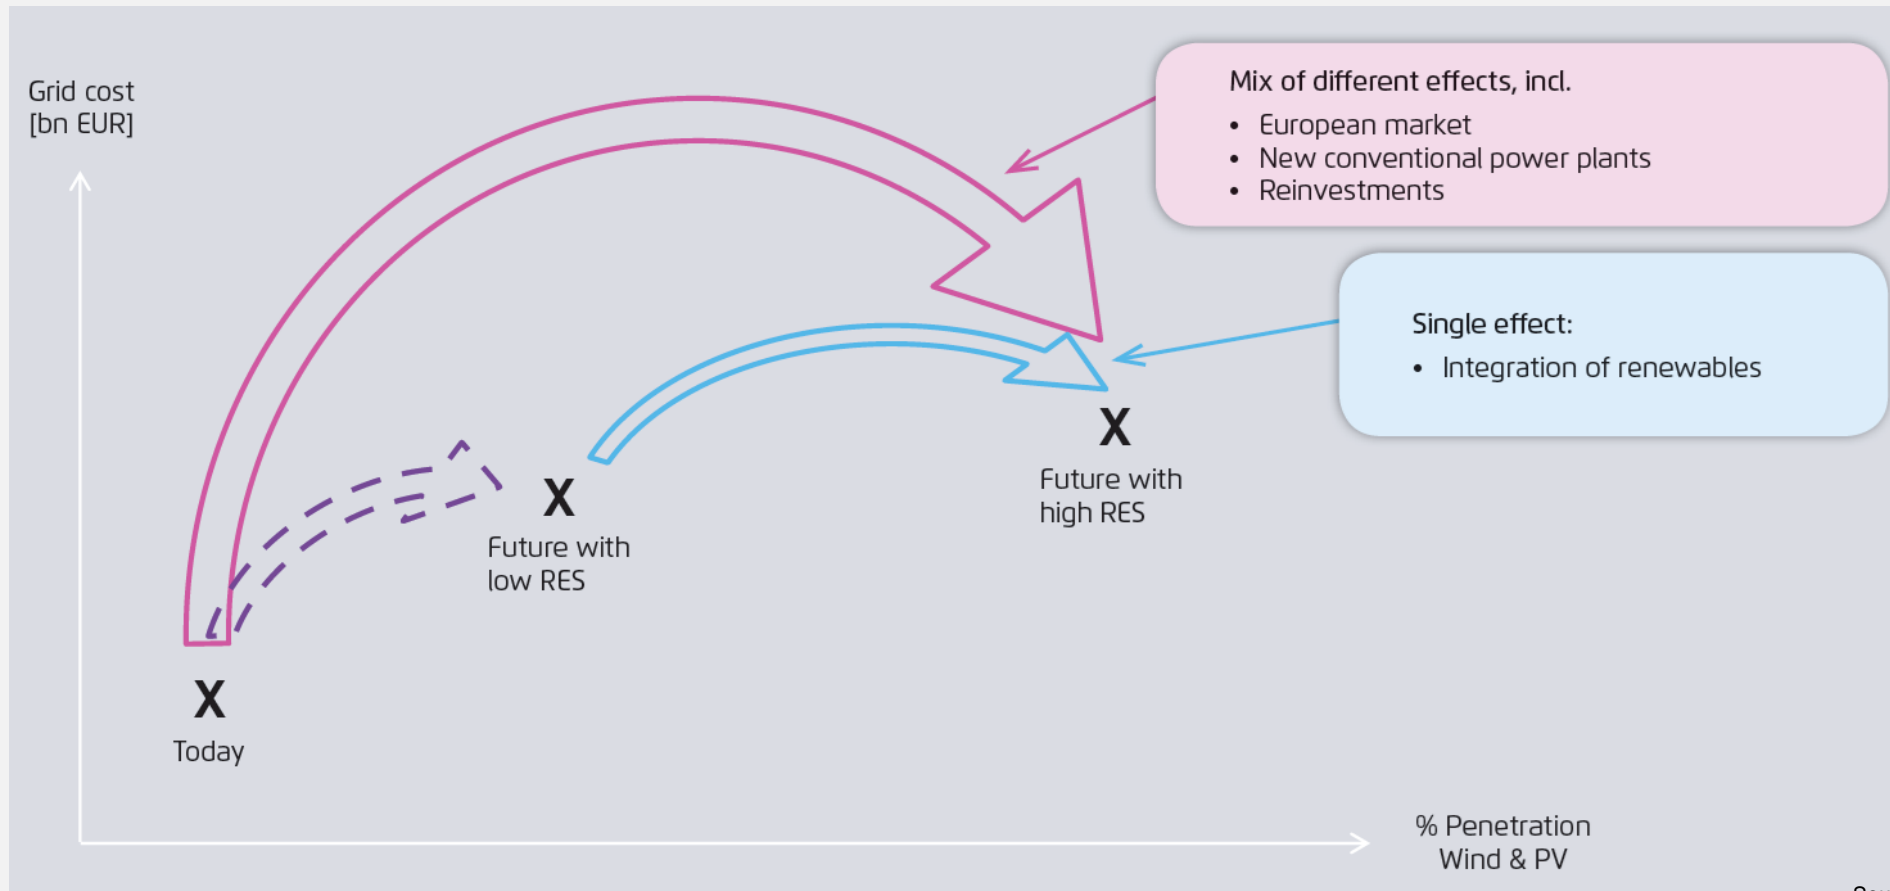 Grid cost
[bn EUR]
Mix of different effects, incl.
• European market
• New conventional power plants
• Reinvestments
Single effect:
• Integration of renewables
X
Future with
high RES
X
Future with
low RES
X
Today
% Penetration
Wind & PV